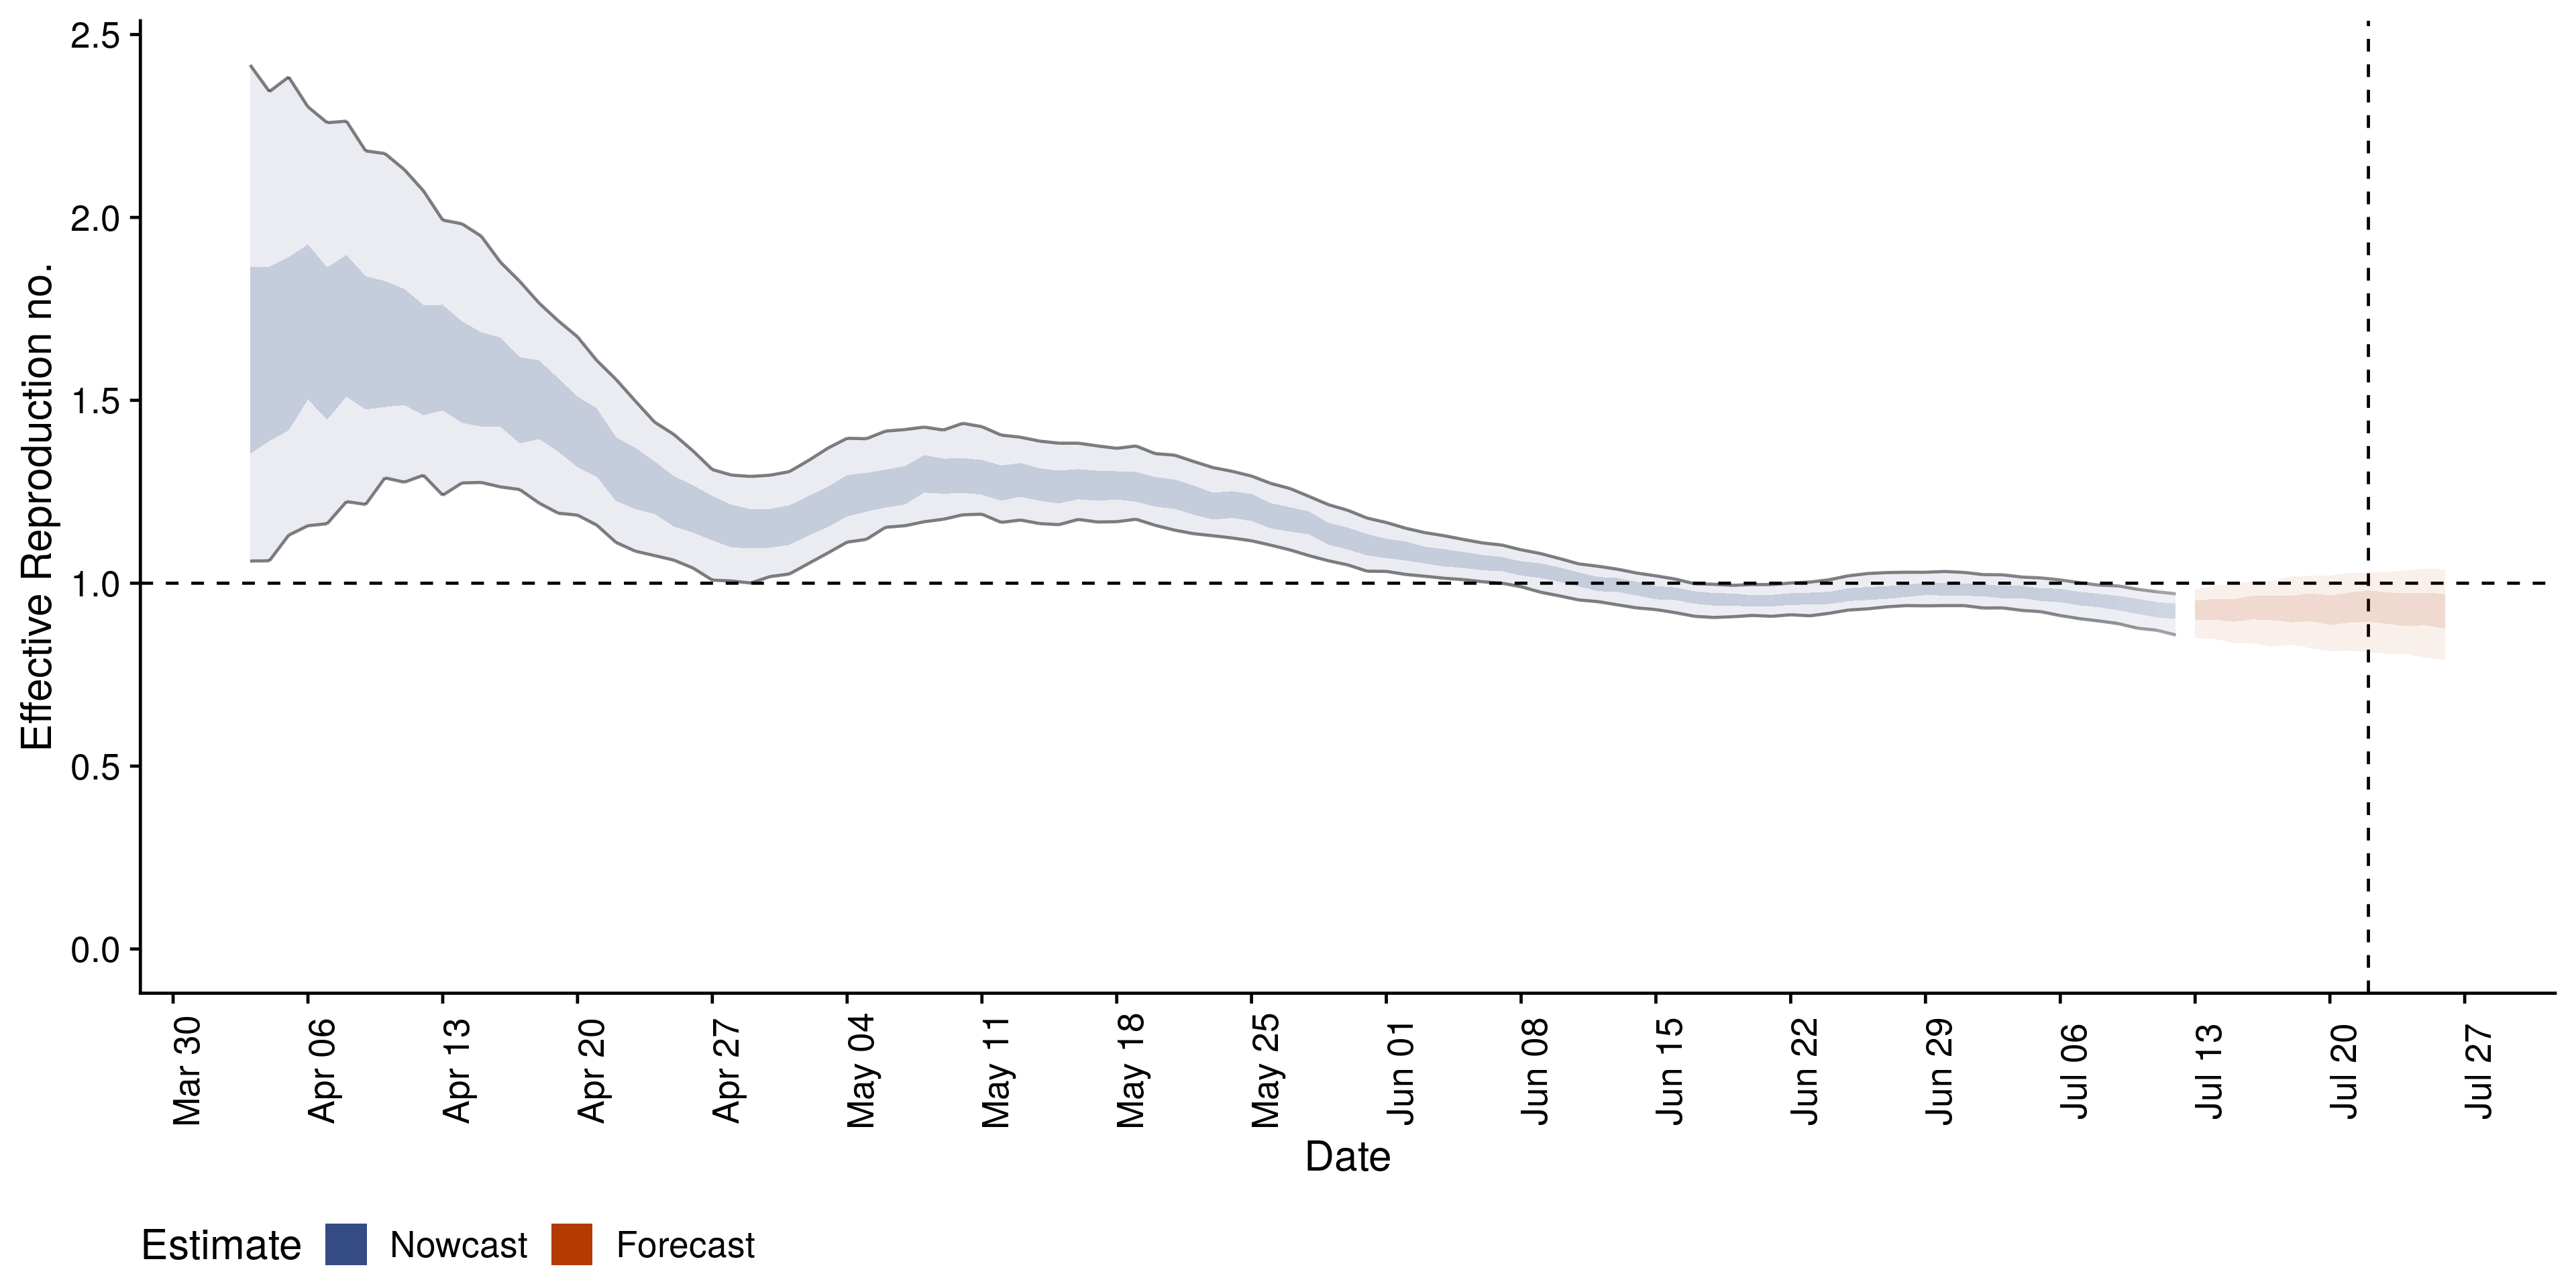 2.5
2.0
1.5
1.0
0.5
0.0
Effective Reproduction no.
Mar 30
Apr 06
Apr 13
Apr 20
Apr 27
May 04
May 11
May 18
May 25
Jun 01
Jun 08
Jun 15
Jun 22
Jun 29
Jul 06
Jul 13
Jul 20
Jul 27
Date
Estimate Nowcast Forecast